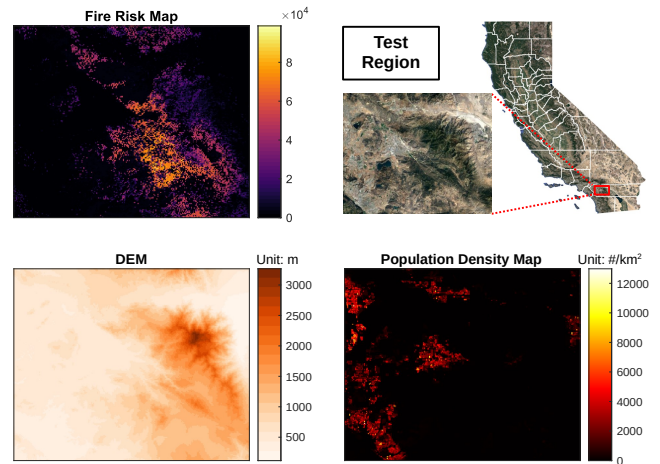 Fire Risk Map
×10⁴
8
6
4
2
0
Test
Region
DEM
Unit: m
3000
2500
2000
1500
1000
500
Population Density Map
Unit: #/km²
12000
10000
8000
6000
4000
2000
0